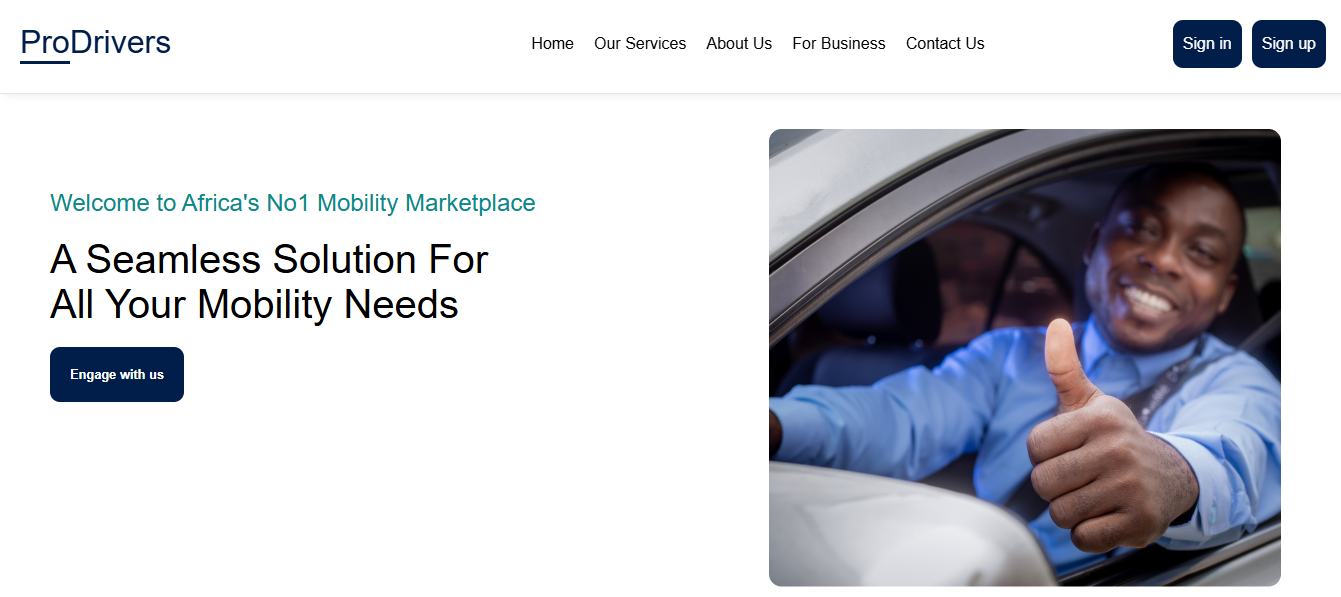 ProDrivers
Home
Our Services
About Us
For Business
Contact Us
Sign in
Sign up
Welcome to Africa's No1 Mobility Marketplace
A Seamless Solution For
All Your Mobility Needs
Engage with us